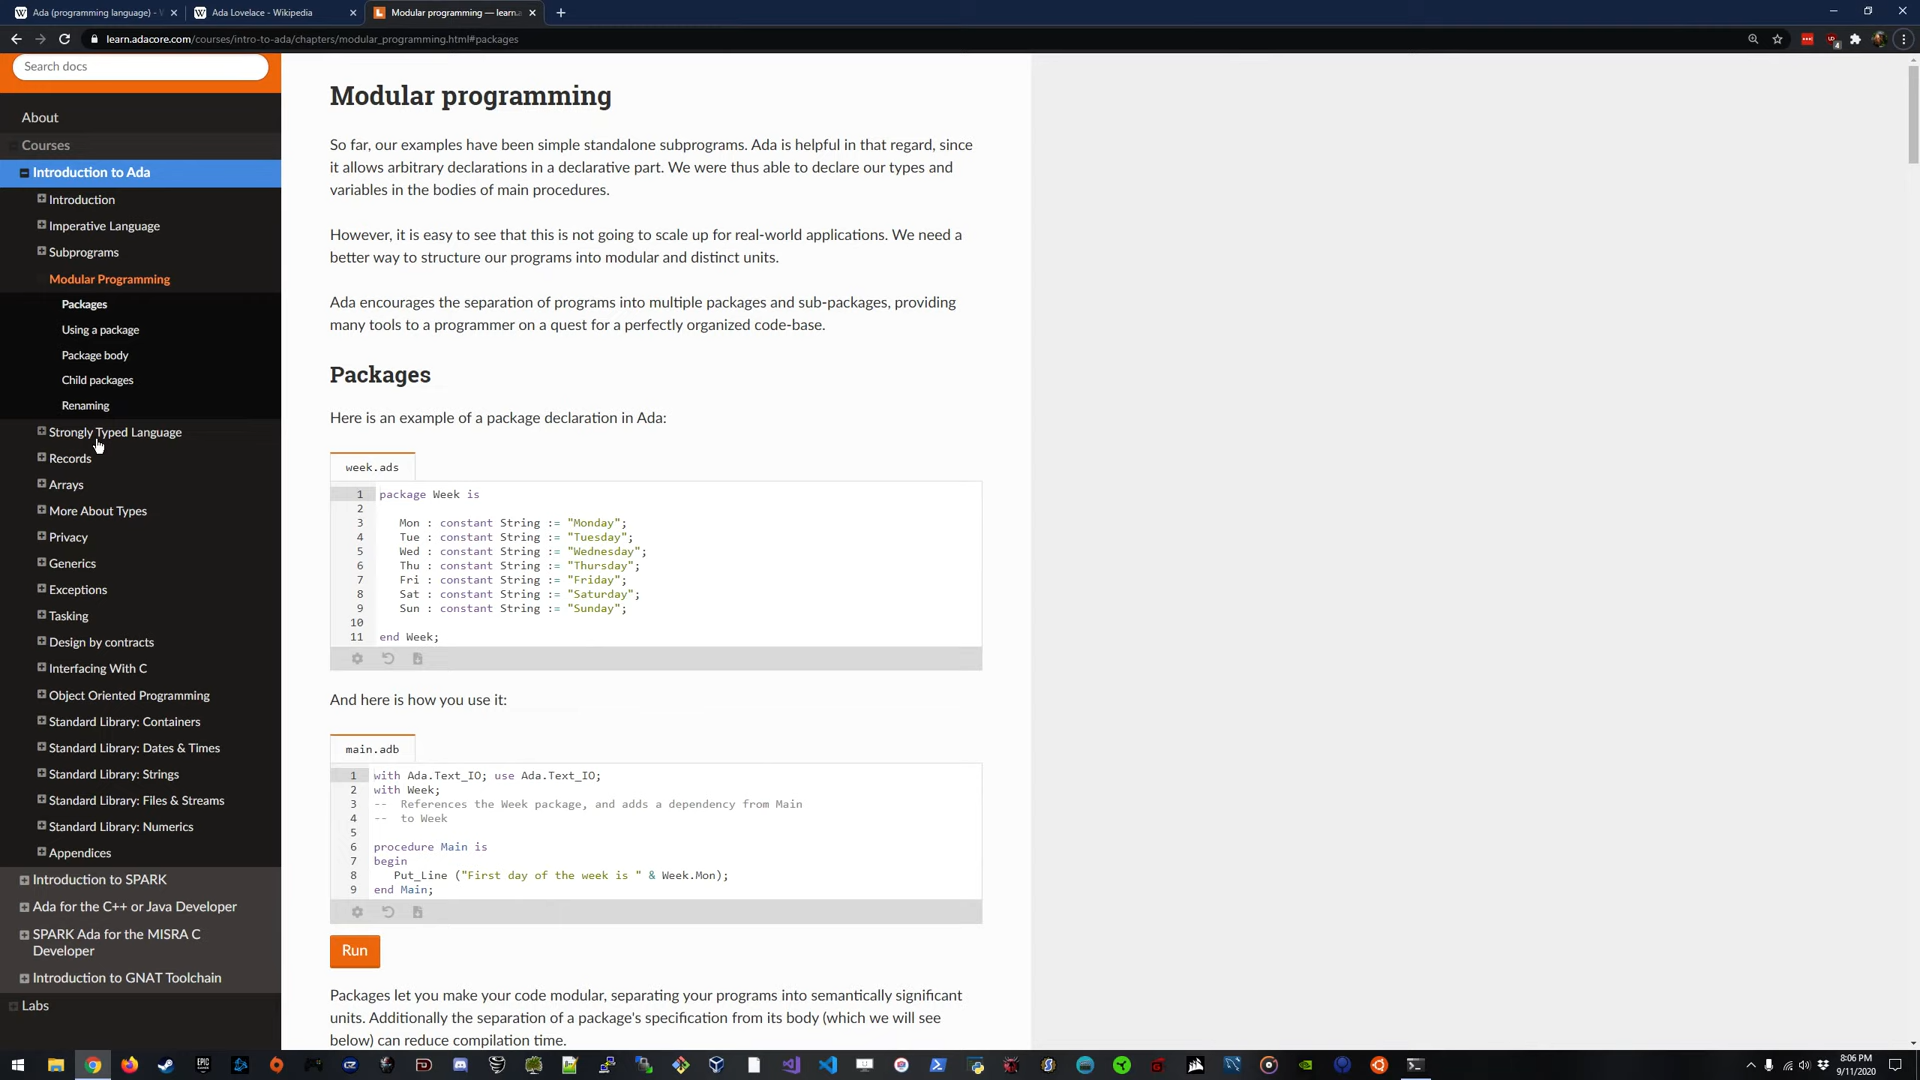 Ada (programming language) - W
Ada Lovelace - Wikipedia
Modular programming — learn.a
learn.adacore.com/courses/intro-to-ada/chapters/modular_programming.html#packages
Search docs
About
Courses
Introduction to Ada
Introduction
Imperative Language
Subprograms
Modular Programming
Packages
Using a package
Package body
Child packages
Renaming
Strongly Typed Language
Records
Arrays
More About Types
Privacy
Generics
Exceptions
Tasking
Design by contracts
Interfacing With C
Object Oriented Programming
Standard Library: Containers
Standard Library: Dates & Times
Standard Library: Strings
Standard Library: Files & Streams
Standard Library: Numerics
Appendices
Introduction to SPARK
Ada for the C++ or Java Developer
SPARK Ada for the MISRA C
Developer
Introduction to GNAT Toolchain
Labs
Modular programming
So far, our examples have been simple standalone subprograms. Ada is helpful in that regard, since
it allows arbitrary declarations in a declarative part. We were thus able to declare our types and
variables in the bodies of main procedures.
However, it is easy to see that this is not going to scale up for real-world applications. We need a
better way to structure our programs into modular and distinct units.
Ada encourages the separation of programs into multiple packages and sub-packages, providing
many tools to a programmer on a quest for a perfectly organized code-base.
Packages
Here is an example of a package declaration in Ada:
week.ads
1 package Week is
2
3 Mon : constant String := "Monday";
4 Tue : constant String := "Tuesday";
5 Wed : constant String := "Wednesday";
6 Thu : constant String := "Thursday";
7 Fri : constant String := "Friday";
8 Sat : constant String := "Saturday";
9 Sun : constant String := "Sunday";
10
11 end Week;
And here is how you use it:
main.adb
1 with Ada.Text_IO; use Ada.Text_IO;
2 with Week;
3 -- References the Week package, and adds a dependency from Main
4 -- to Week
5
6 procedure Main is
7 begin
8 Put_Line ("First day of the week is " & Week.Mon);
9 end Main;
Run
Packages let you make your code modular, separating your programs into semantically significant
units. Additionally the separation of a package's specification from its body (which we will see
below) can reduce compilation time.
8:06 PM
9/11/2020